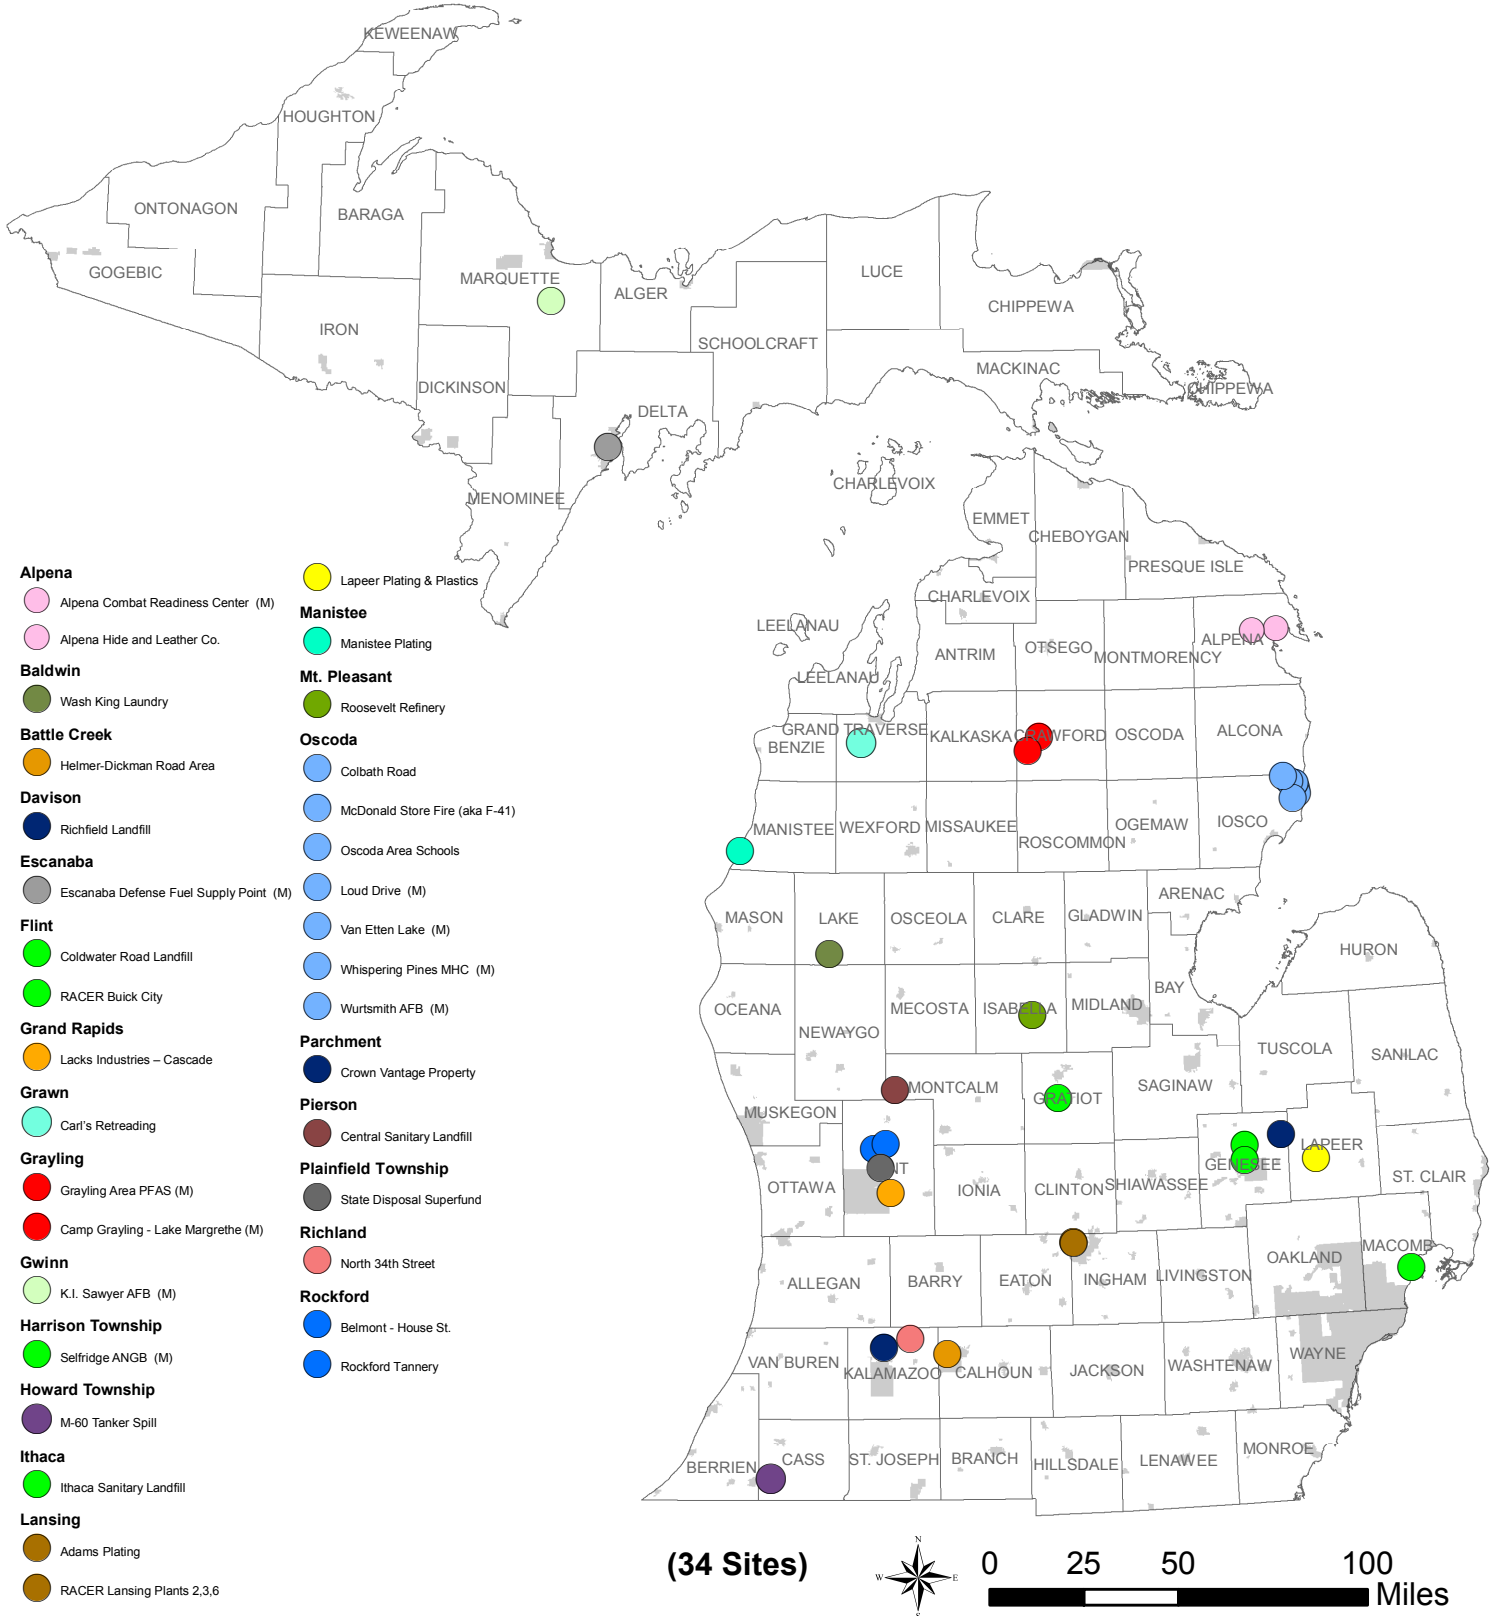 KEWEENAW
HOUGHTON
ONTONAGON
BARAGA
GOGEBIC
MARQUETTE
ALGER
LUCE
CHIPPEWA
IRON
SCHOOLCRAFT
MACKINAC
DICKINSON
CHIPPEWA
DELTA
MENOMINEE
CHARLEVOIX
EMMET
CHEBOYGAN
PRESQUE ISLE
CHARLEVOIX
LEELANAU
ALPENA
ANTRIM
OTSEGO
MONTMORENCY
LEELANAU
GRAND TRAVERSE
BENZIE
KALKASKA
CRAWFORD
OSCODA
ALCONA
MANISTEE
WEXFORD
MISSAUKEE
ROSCOMMON
OGEMAW
IOSCO
ARENAC
MASON
LAKE
OSCEOLA
CLARE
GLADWIN
HURON
BAY
OCEANA
NEWAYGO
MECOSTA
ISABELLA
MIDLAND
TUSCOLA
SANILAC
SAGINAW
MONTCALM
GRATIOT
MUSKEGON
LAPEER
GENESEE
NT
OTTAWA
IONIA
CLINTON
SHIAWASSEE
ST. CLAIR
MACOMB
OAKLAND
ALLEGAN
BARRY
EATON
INGHAM
LIVINGSTON
VAN BUREN
KALAMAZOO
CALHOUN
JACKSON
WASHTENAW
WAYNE
BERRIEN
CASS
ST. JOSEPH
BRANCH
HILLSDALE
LENAWEE
MONROE
Alpena
Alpena Combat Readiness Center (M)
Alpena Hide and Leather Co.
Baldwin
Wash King Laundry
Battle Creek
Helmer-Dickman Road Area
Davison
Richfield Landfill
Escanaba
Escanaba Defense Fuel Supply Point (M)
Flint
Coldwater Road Landfill
RACER Buick City
Grand Rapids
Lacks Industries – Cascade
Grawn
Carl's Retreading
Grayling
Grayling Area PFAS (M)
Camp Grayling - Lake Margrethe (M)
Gwinn
K.I. Sawyer AFB (M)
Harrison Township
Selfridge ANGB (M)
Howard Township
M-60 Tanker Spill
Ithaca
Ithaca Sanitary Landfill
Lansing
Adams Plating
RACER Lansing Plants 2,3,6
Lapeer Plating & Plastics
Manistee
Manistee Plating
Mt. Pleasant
Roosevelt Refinery
Oscoda
Colbath Road
McDonald Store Fire (aka F-41)
Oscoda Area Schools
Loud Drive (M)
Van Etten Lake (M)
Whispering Pines MHC (M)
Wurtsmith AFB (M)
Parchment
Crown Vantage Property
Pierson
Central Sanitary Landfill
Plainfield Township
State Disposal Superfund
Richland
North 34th Street
Rockford
Belmont - House St.
Rockford Tannery
(34 Sites)
N
W E
S
0 25 50 100
Miles